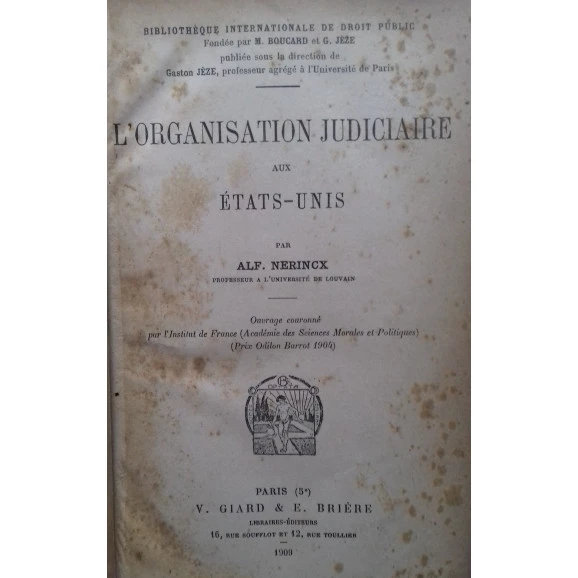 BIBLIOTHÈQUE INTERNATIONALE DE DROIT PUBLIC
Fondée par M. BOUCARD et G. JÈZE
publiée sous la direction de
Gaston JÈZE, professeur agrégé à l'Université de Paris
L'ORGANISATION JUDICIAIRE
AUX
ÉTATS-UNIS
PAR
ALF. NERINCX
PROFESSEUR A L'UNIVERSITÉ DE LOUVAIN
Ouvrage couronné
par l'Institut de France (Académie des Sciences Morales et Politiques)
(Prix Odilon Barrot 1904)
PARIS (5e)
V. GIARD & E. BRIÈRE
LIBRAIRES-ÉDITEURS
16, RUE SOUFFLOT ET 12, RUE TOULLIER
1909